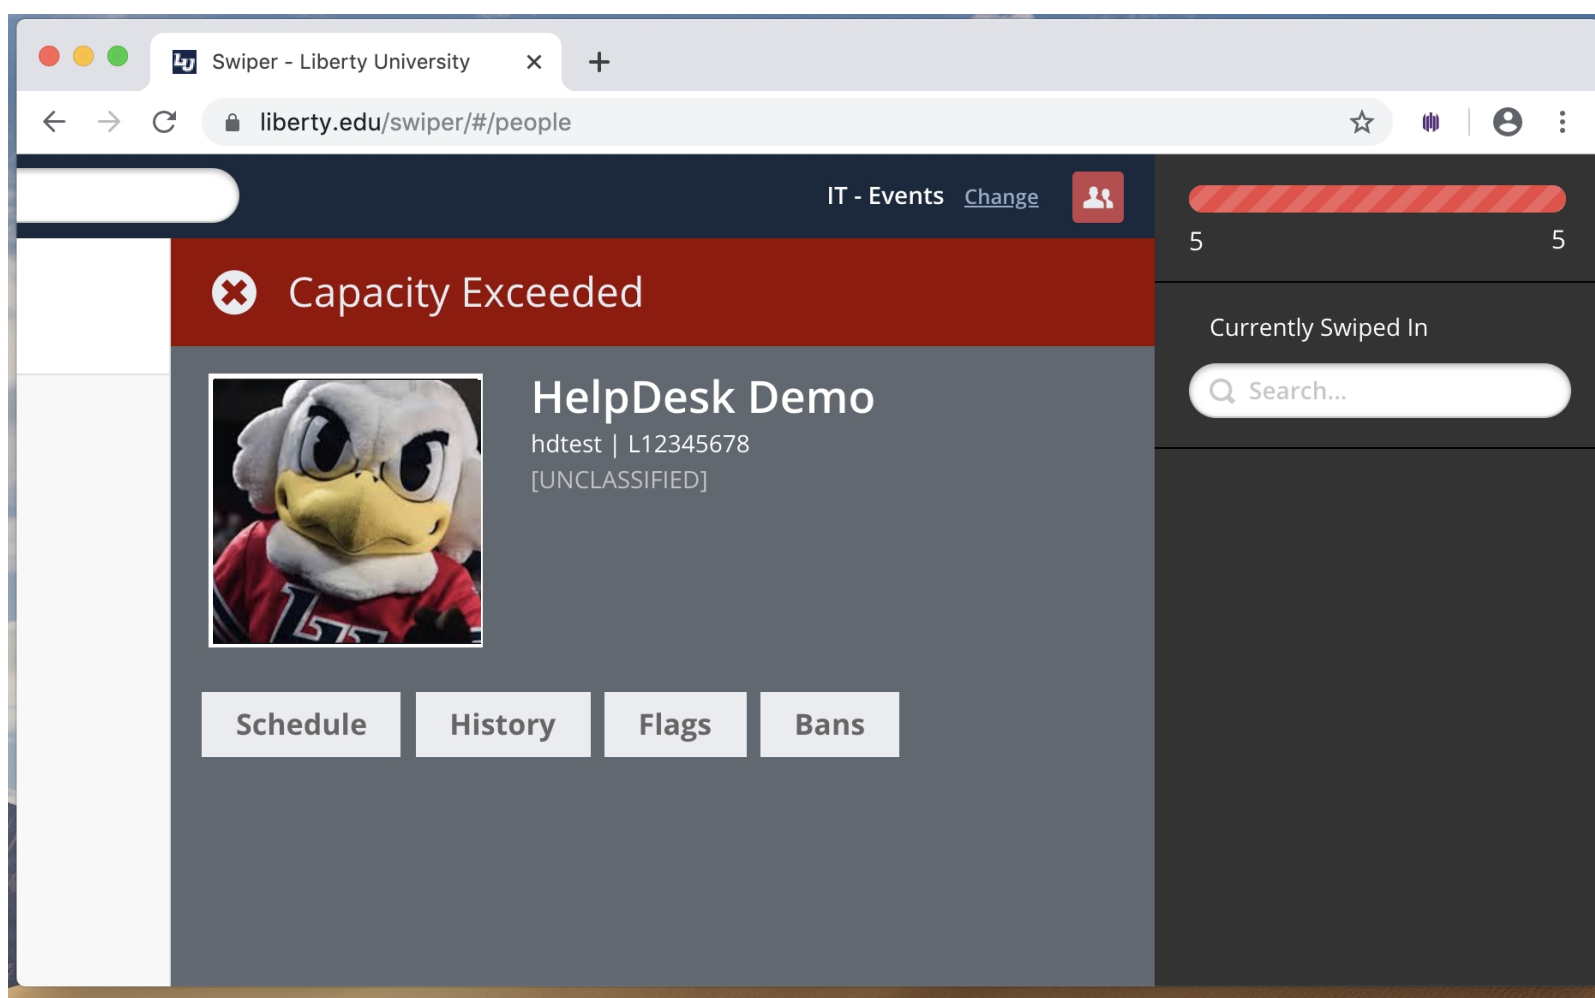 Swiper - Liberty University
liberty.edu/swiper/#/people
IT - Events Change
5 5
Capacity Exceeded
Currently Swiped In
Search...
HelpDesk Demo
hdtest | L12345678
[UNCLASSIFIED]
LU
Schedule History Flags Bans